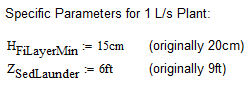 Specific Parameters for 1 L/s Plant:
HFiLayerMin := 15cm (originally 20cm)
ZSedLaunder := 6ft (originally 9ft)